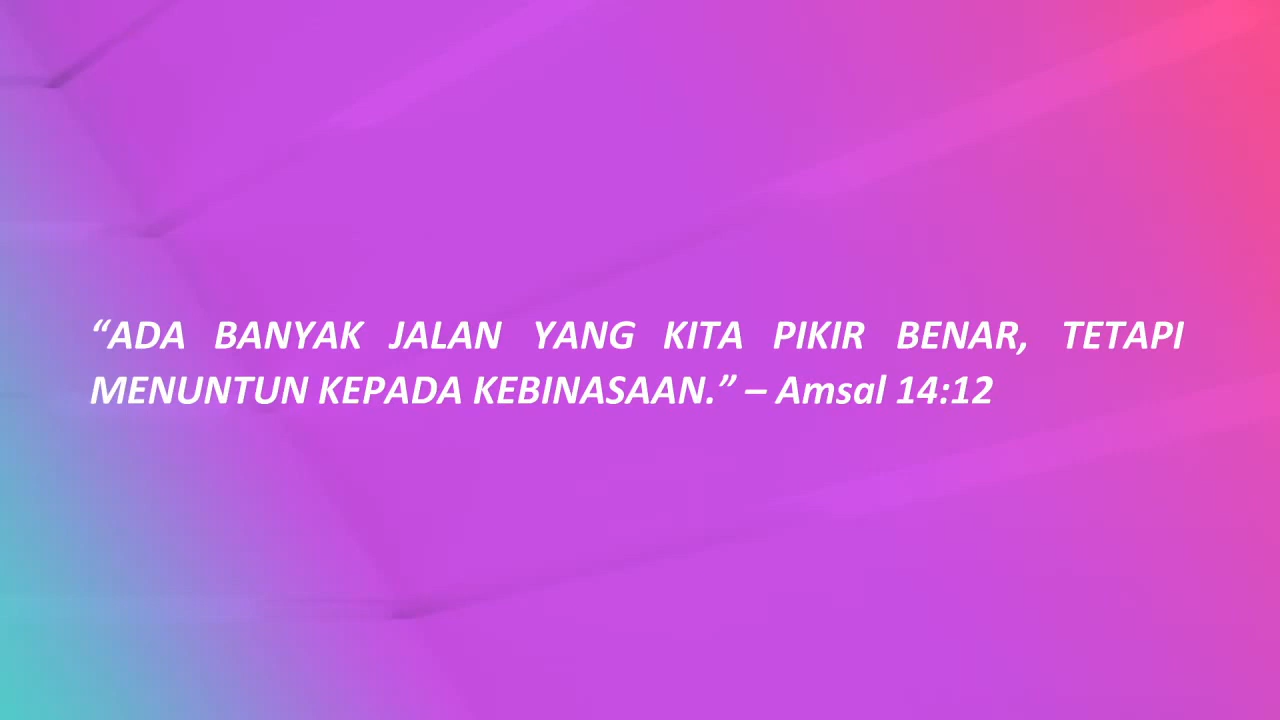 “ADA BANYAK JALAN YANG KITA PIKIR BENAR, TETAPI
MENUNTUN KEPADA KEBINASAAN.” – Amsal 14:12